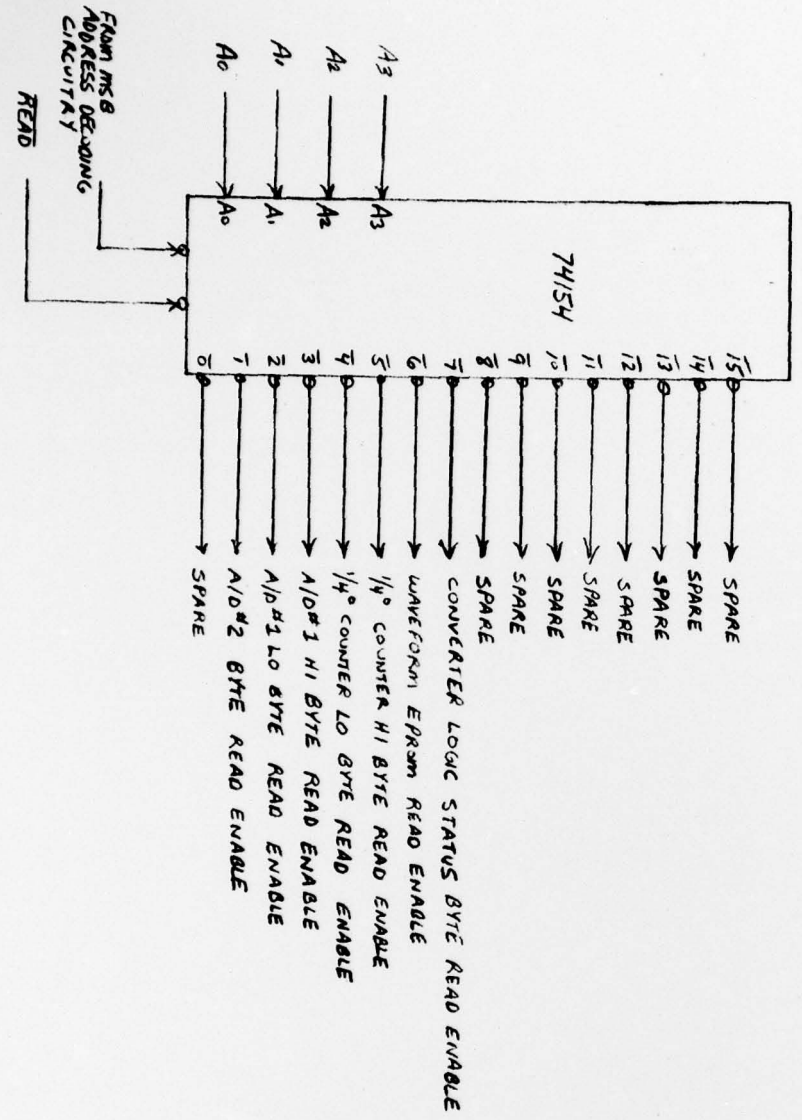 A3
A2
A1
A0
FROM MSB
ADDRESS DECODING
CIRCUITRY
READ
A3
A2
A1
A0
74154
15
14
13
12
11
10
9
8
7
6
5
4
3
2
1
0
SPARE
SPARE
SPARE
SPARE
SPARE
SPARE
SPARE
SPARE
CONVERTER LOGIC STATUS BYTE READ ENABLE
WAVEFORM EPROM READ ENABLE
1/4° COUNTER HI BYTE READ ENABLE
1/4° COUNTER LO BYTE READ ENABLE
A/D #1 HI BYTE READ ENABLE
A/D #1 LO BYTE READ ENABLE
A/D #2 BYTE READ ENABLE
SPARE